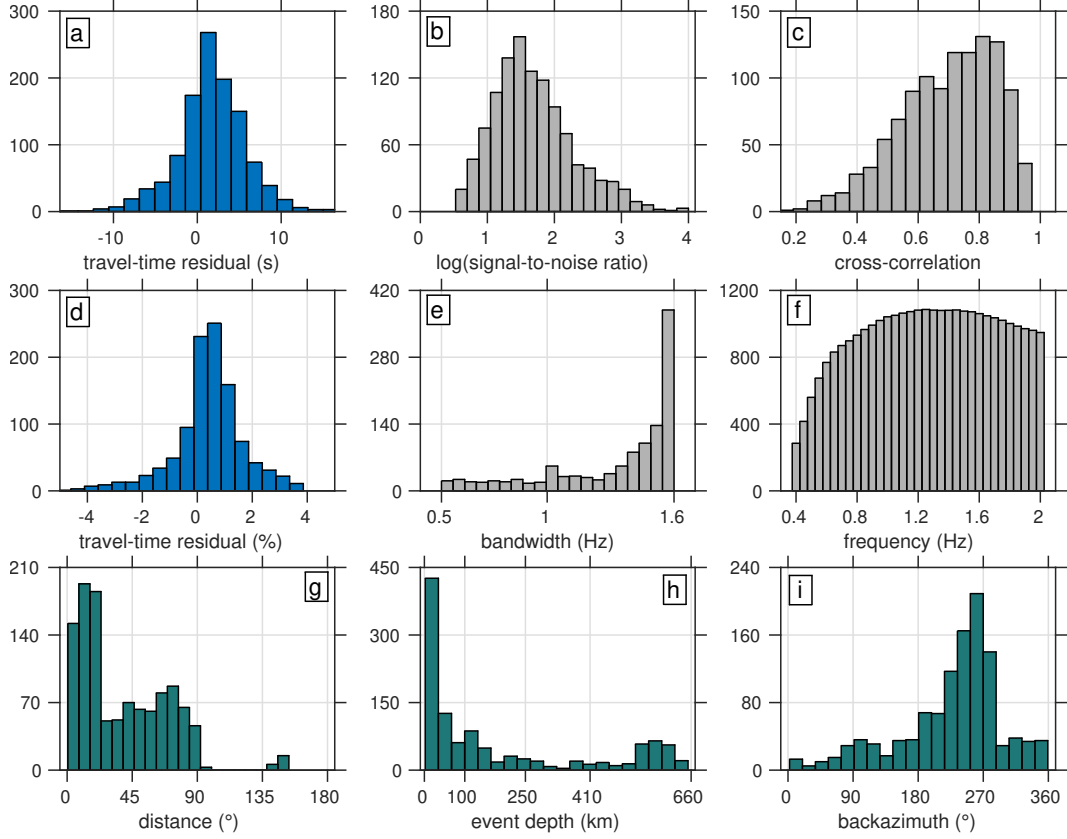 300 a 180 b 150 c
200 120 100
100 60 50
0 0 0
-10 0 10 0 1 2 3 4 0.2 0.4 0.6 0.8 1
travel-time residual (s) log(signal-to-noise ratio) cross-correlation
300 d 420 e 1200 f
200 280 800
100 140 400
0 0 0
-4 -2 0 2 4 0.5 1 1.6 0.4 0.8 1.2 1.6 2
travel-time residual (%) bandwidth (Hz) frequency (Hz)
210 g 450 h 240 i
140 300 160
70 150 80
0 0 0
0 45 90 135 180 0 100 250 410 660 0 90 180 270 360
distance (°) event depth (km) backazimuth (°)